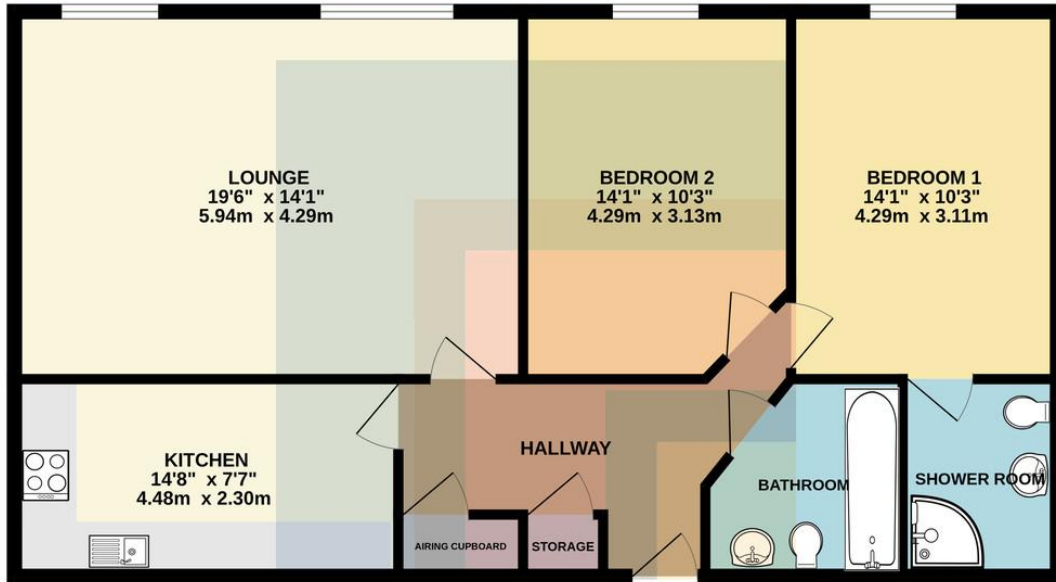 LOUNGE
19'6" x 14'1"
5.94m x 4.29m
BEDROOM 2
14'1" x 10'3"
4.29m x 3.13m
BEDROOM 1
14'1" x 10'3"
4.29m x 3.11m
KITCHEN
14'8" x 7'7"
4.48m x 2.30m
HALLWAY
BATHROOM
SHOWER ROOM
AIRING CUPBOARD
STORAGE